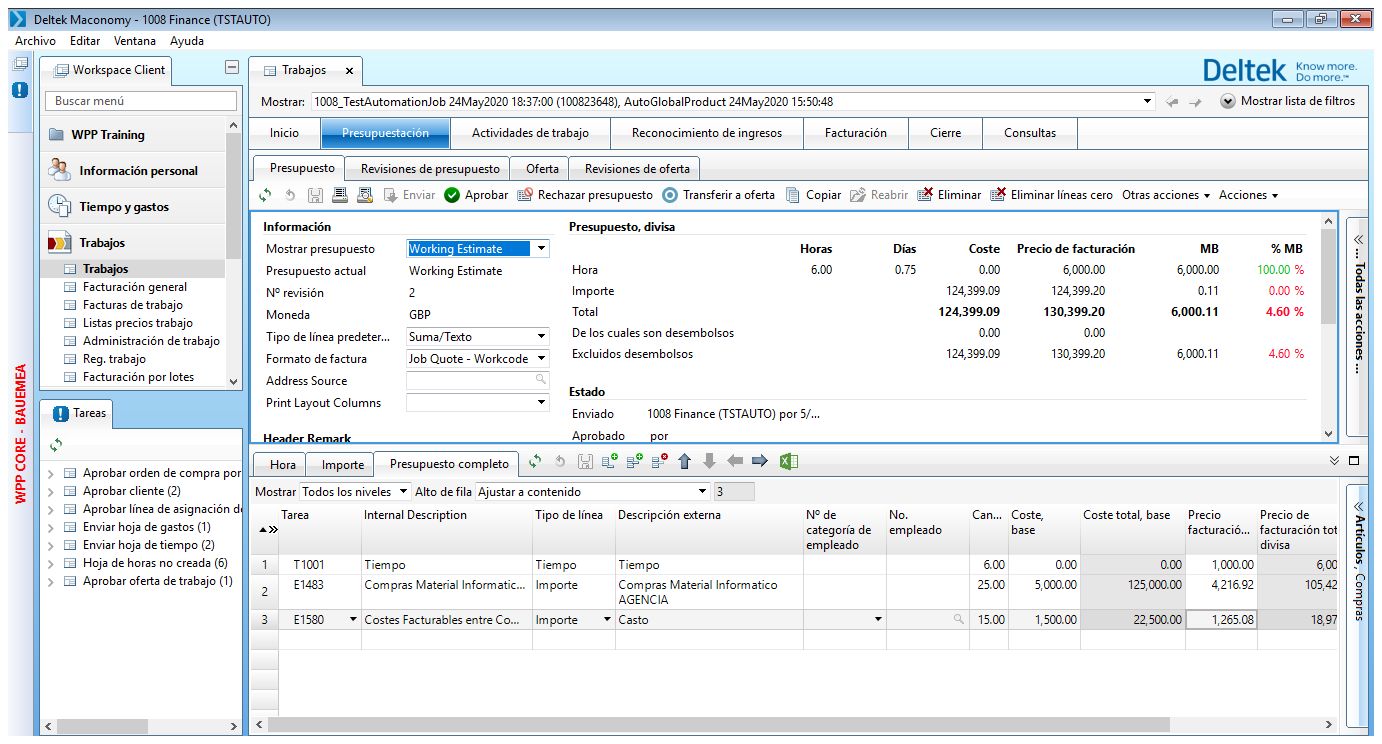 Deltek Maconomy - 1008 Finance (TSTAUTO)
Archivo Editar Ventana Ayuda
Workspace Client
Buscar menú
WPP Training
Información personal
Tiempo y gastos
Trabajos
Trabajos
Facturación general
Facturas de trabajo
Listas precios trabajo
Administración de trabajo
Reg. trabajo
Facturación por lotes
WPP CORE - BAUEMEA
Tareas
Aprobar orden de compra por
Aprobar cliente (2)
Aprobar línea de asignación de
Enviar hoja de gastos (1)
Enviar hoja de tiempo (2)
Hoja de horas no creada (6)
Aprobar oferta de trabajo (1)
Trabajos x
Deltek Know more. Do more.™
Mostrar: 1008_TestAutomationJob 24May2020 18:37:00 (100823648), AutoGlobalProduct 24May2020 15:50:48
Mostrar lista de filtros
Inicio Presupuestación Actividades de trabajo Reconocimiento de ingresos Facturación Cierre Consultas
Presupuesto Revisiones de presupuesto Oferta Revisiones de oferta
Enviar Aprobar Rechazar presupuesto Transferir a oferta Copiar Reabrir Eliminar Eliminar líneas cero Otras acciones Acciones
Información
Mostrar presupuesto Working Estimate
Presupuesto actual Working Estimate
Nº revisión 2
Moneda GBP
Tipo de línea predeter... Suma/Texto
Formato de factura Job Quote - Workcode
Address Source
Print Layout Columns
Header Remark
Presupuesto, divisa
Horas Días Coste Precio de facturación MB % MB
Hora 6.00 0.75 0.00 6,000.00 6,000.00 100.00 %
Importe 124,399.09 124,399.20 0.11 0.00 %
Total 124,399.09 130,399.20 6,000.11 4.60 %
De los cuales son desembolsos 0.00 0.00
Excluidos desembolsos 124,399.09 130,399.20 6,000.11 4.60 %
Estado
Enviado 1008 Finance (TSTAUTO) por 5/...
Aprobado por
... Todas las acciones ...
Hora Importe Presupuesto completo
Mostrar Todos los niveles Alto de fila Ajustar a contenido 3
Tarea Internal Description Tipo de línea Descripción externa Nº de categoría de empleado No. empleado Can... Coste, base Coste total, base Precio facturació... Precio de facturación tot divisa
1 T1001 Tiempo Tiempo Tiempo 6.00 0.00 0.00 1,000.00 6,00
2 E1483 Compras Material Informatic... Importe Compras Material Informatico AGENCIA 25.00 5,000.00 125,000.00 4,216.92 105,42
3 E1580 Costes Facturables entre Co... Importe Casto 15.00 1,500.00 22,500.00 1,265.08 18,97
Artículos, Compras